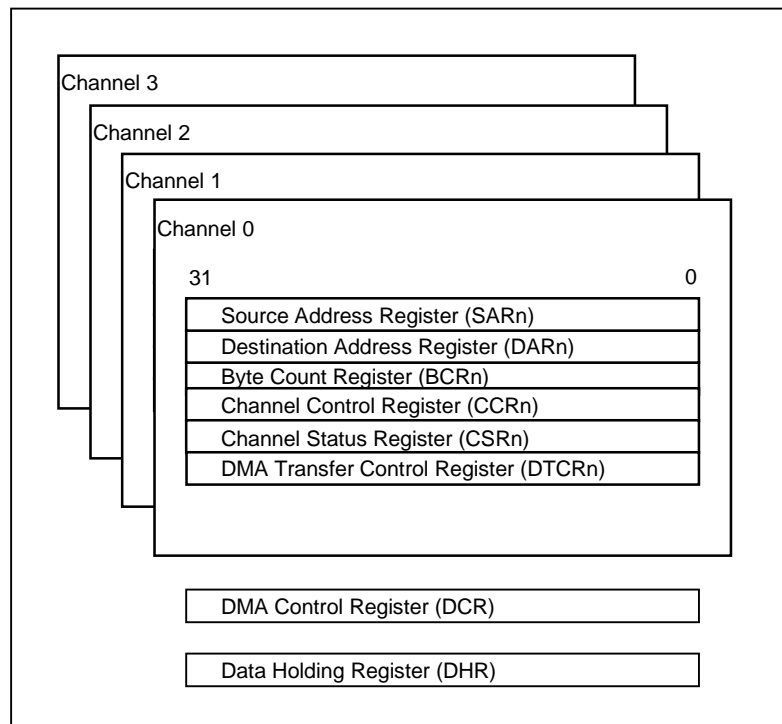 Channel 3
Channel 2
Channel 1
Channel 0
31 0
Source Address Register (SARn)
Destination Address Register (DARn)
Byte Count Register (BCRn)
Channel Control Register (CCRn)
Channel Status Register (CSRn)
DMA Transfer Control Register (DTCRn)
DMA Control Register (DCR)
Data Holding Register (DHR)